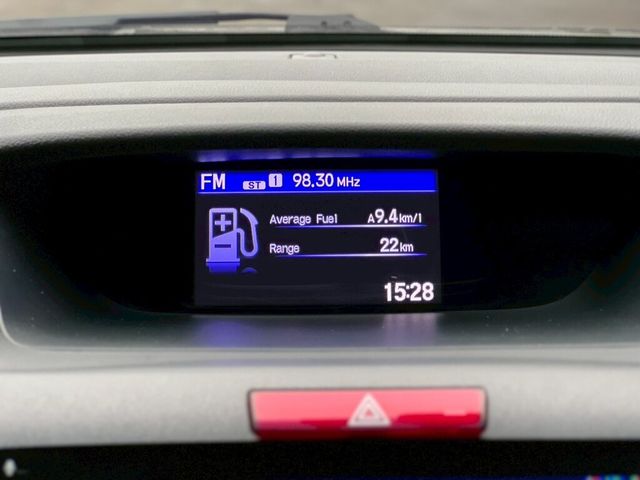 FM ST 1 98.30 MHz
Average Fuel A9.4km/l
Range 22km
15:28